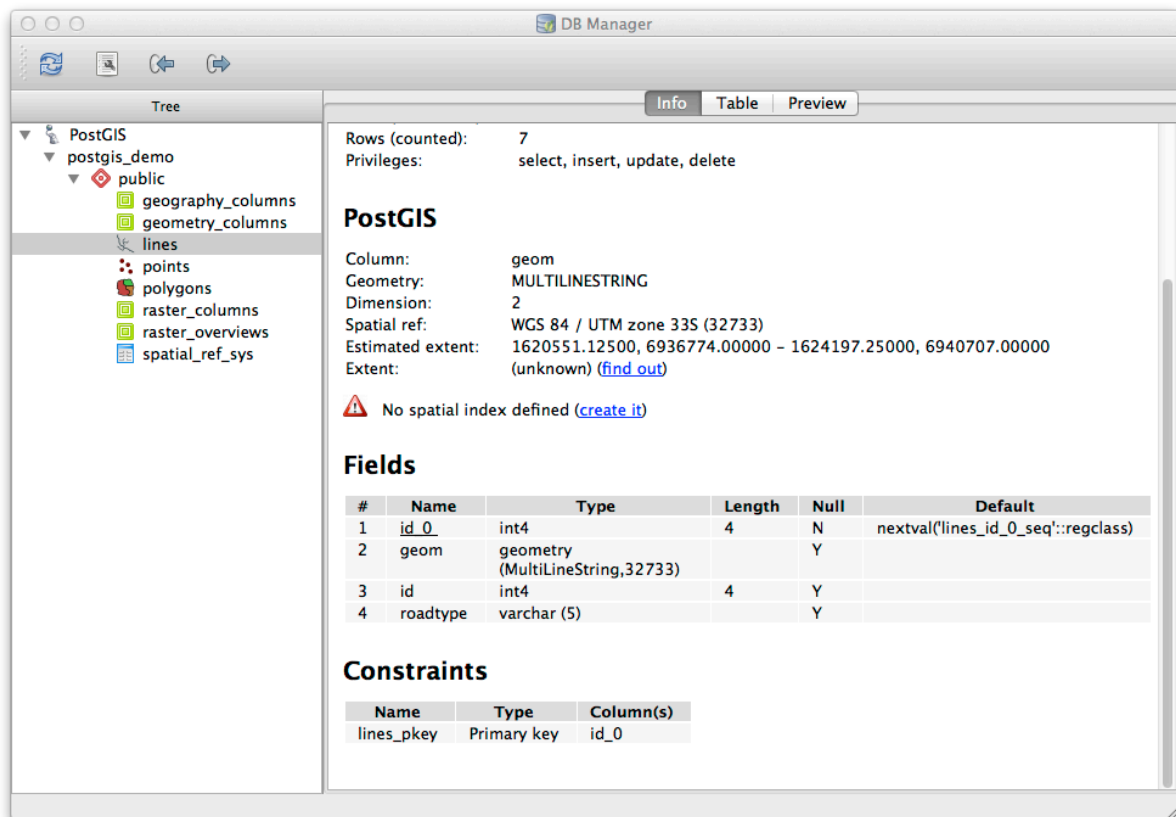 DB Manager
Tree
Info Table Preview
PostGIS
postgis_demo
public
geography_columns
geometry_columns
lines
points
polygons
raster_columns
raster_overviews
spatial_ref_sys
Rows (counted): 7
Privileges: select, insert, update, delete
PostGIS
Column: geom
Geometry: MULTILINESTRING
Dimension: 2
Spatial ref: WGS 84 / UTM zone 33S (32733)
Estimated extent: 1620551.12500, 6936774.00000 – 1624197.25000, 6940707.00000
Extent: (unknown) (find out)
No spatial index defined (create it)
Fields
# Name Type Length Null Default
1 id_0 int4 4 N nextval('lines_id_0_seq'::regclass)
2 geom geometry Y
(MultiLineString,32733)
3 id int4 4 Y
4 roadtype varchar (5) Y
Constraints
Name Type Column(s)
lines_pkey Primary key id_0